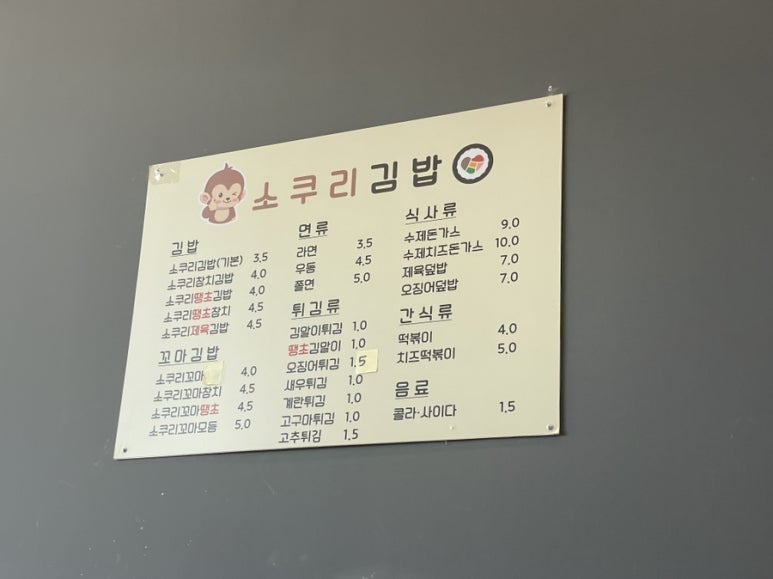 소쿠리김밥
김밥
소쿠리김밥(기본) 3.5
소쿠리참치김밥 4.0
소쿠리땡초김밥 4.0
소쿠리땡초참치 4.5
소쿠리제육김밥 4.5
꼬마김밥
소쿠리꼬마 4.0
소쿠리꼬마참치 4.5
소쿠리꼬마땡초 4.5
소쿠리꼬마모둠 5.0
면류
라면 3.5
우동 4.5
쫄면 5.0
튀김류
김말이튀김 1.0
땡초김말이 1.0
오징어튀김 1.5
새우튀김 1.0
계란튀김 1.0
고구마튀김 1.0
고추튀김 1.5
식사류
수제돈가스 9.0
수제치즈돈가스 10.0
제육덮밥 7.0
오징어덮밥 7.0
간식류
떡볶이 4.0
치즈떡볶이 5.0
음료
콜라·사이다 1.5